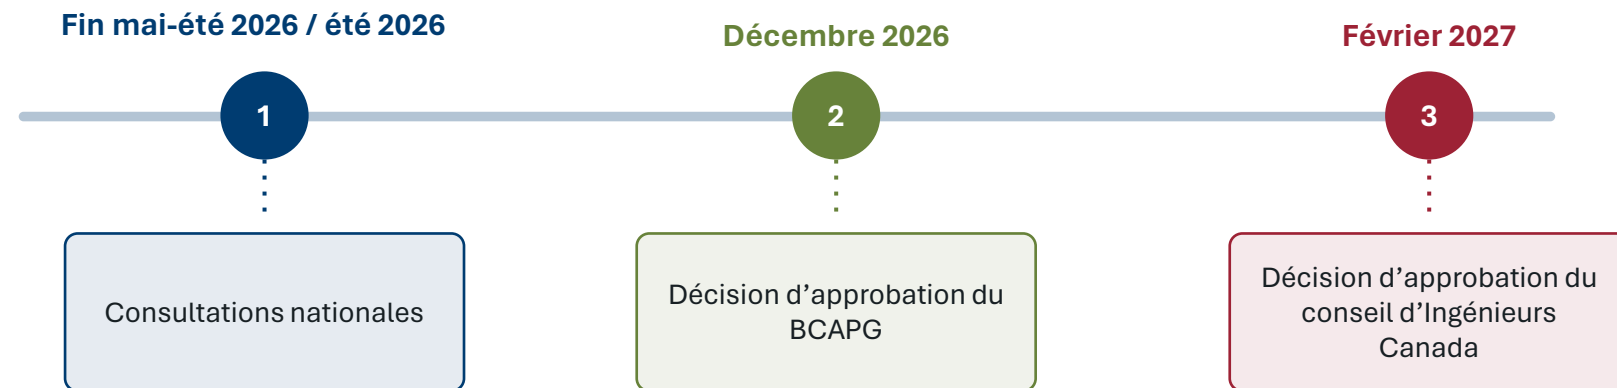 Fin mai-été 2026 / été 2026
Décembre 2026
Février 2027
1
2
3
Consultations nationales
Décision d’approbation du
BCAPG
Décision d’approbation du
conseil d’Ingénieurs
Canada